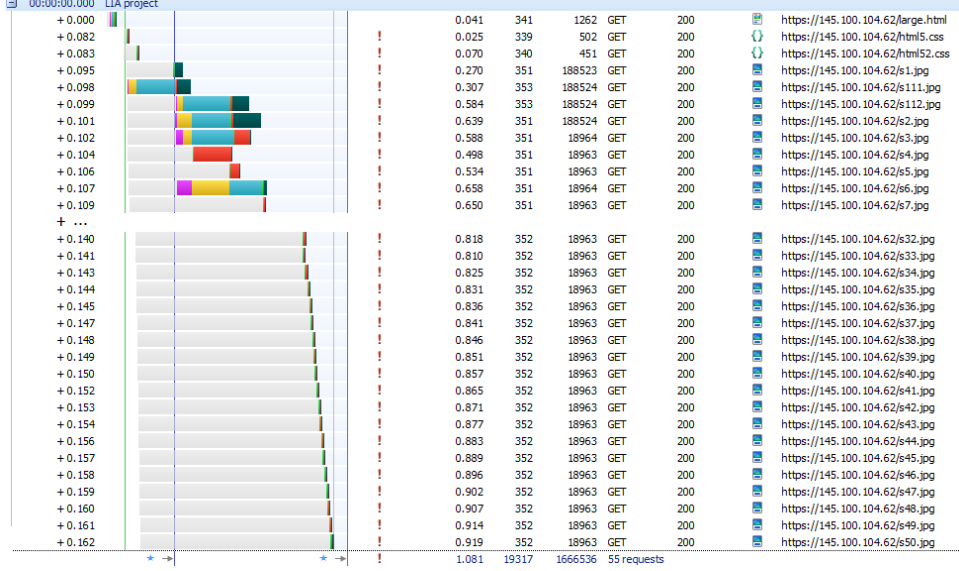 00:00:00.000 LIA project
+ 0.000 0.041 341 1262 GET 200 https://145.100.104.62/large.html
+ 0.082 ! 0.025 339 502 GET 200 {} https://145.100.104.62/html5.css
+ 0.083 ! 0.070 340 451 GET 200 {} https://145.100.104.62/html52.css
+ 0.095 ! 0.270 351 188523 GET 200 https://145.100.104.62/s1.jpg
+ 0.098 ! 0.307 353 188524 GET 200 https://145.100.104.62/s111.jpg
+ 0.099 ! 0.584 353 188524 GET 200 https://145.100.104.62/s112.jpg
+ 0.101 ! 0.639 351 188524 GET 200 https://145.100.104.62/s2.jpg
+ 0.102 ! 0.588 351 18964 GET 200 https://145.100.104.62/s3.jpg
+ 0.104 ! 0.498 351 18963 GET 200 https://145.100.104.62/s4.jpg
+ 0.106 ! 0.534 351 18963 GET 200 https://145.100.104.62/s5.jpg
+ 0.107 ! 0.658 351 18964 GET 200 https://145.100.104.62/s6.jpg
+ 0.109 ! 0.650 351 18963 GET 200 https://145.100.104.62/s7.jpg
+ ...
+ 0.140 ! 0.818 352 18963 GET 200 https://145.100.104.62/s32.jpg
+ 0.141 ! 0.810 352 18963 GET 200 https://145.100.104.62/s33.jpg
+ 0.143 ! 0.825 352 18963 GET 200 https://145.100.104.62/s34.jpg
+ 0.144 ! 0.831 352 18963 GET 200 https://145.100.104.62/s35.jpg
+ 0.145 ! 0.836 352 18963 GET 200 https://145.100.104.62/s36.jpg
+ 0.147 ! 0.841 352 18963 GET 200 https://145.100.104.62/s37.jpg
+ 0.148 ! 0.846 352 18963 GET 200 https://145.100.104.62/s38.jpg
+ 0.149 ! 0.851 352 18963 GET 200 https://145.100.104.62/s39.jpg
+ 0.150 ! 0.857 352 18963 GET 200 https://145.100.104.62/s40.jpg
+ 0.152 ! 0.865 352 18963 GET 200 https://145.100.104.62/s41.jpg
+ 0.153 ! 0.871 352 18963 GET 200 https://145.100.104.62/s42.jpg
+ 0.154 ! 0.877 352 18963 GET 200 https://145.100.104.62/s43.jpg
+ 0.156 ! 0.883 352 18963 GET 200 https://145.100.104.62/s44.jpg
+ 0.157 ! 0.889 352 18963 GET 200 https://145.100.104.62/s45.jpg
+ 0.158 ! 0.896 352 18963 GET 200 https://145.100.104.62/s46.jpg
+ 0.159 ! 0.902 352 18963 GET 200 https://145.100.104.62/s47.jpg
+ 0.160 ! 0.907 352 18963 GET 200 https://145.100.104.62/s48.jpg
+ 0.161 ! 0.914 352 18963 GET 200 https://145.100.104.62/s49.jpg
+ 0.162 ! 0.919 352 18963 GET 200 https://145.100.104.62/s50.jpg
! 1.081 19317 1666536 55 requests